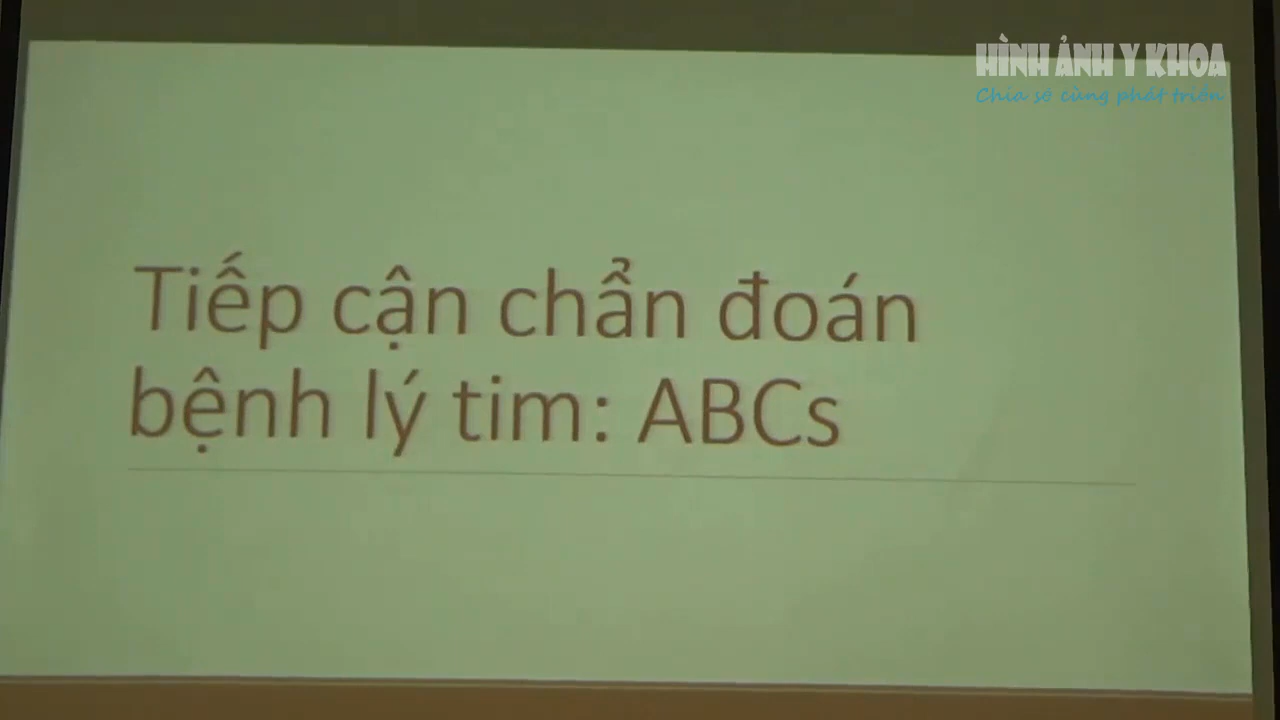 HÌNH ẢNH Y KHOA
Chia sẻ cùng phát triển
Tiếp cận chẩn đoán
bệnh lý tim: ABCs